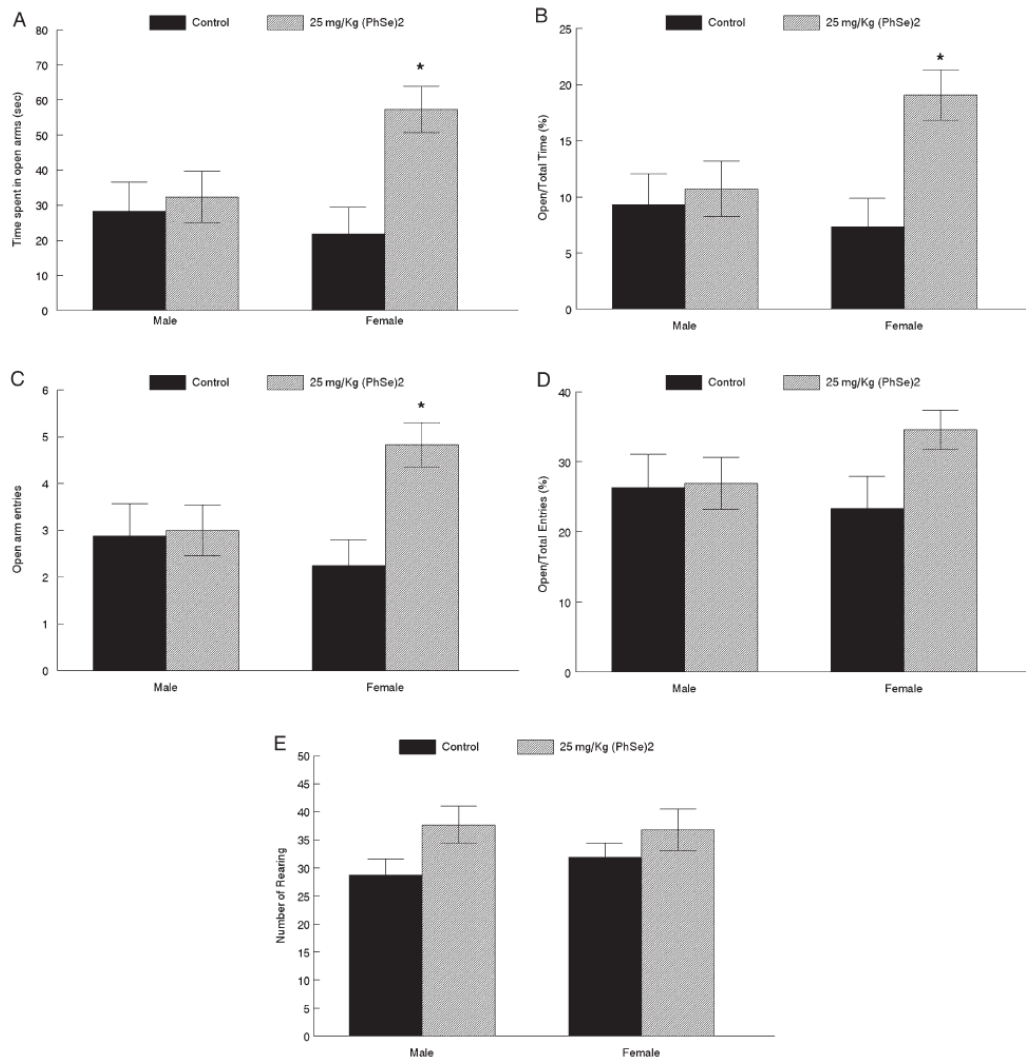 A
Control 25 mg/Kg (PhSe)2
Time spent in open arms (sec)
80
70
60
50
40
30
20
10
0
*
Male Female
B
Control 25 mg/Kg (PhSe)2
Open/Total Time (%)
25
20
15
10
5
0
*
Male Female
C
Control 25 mg/Kg (PhSe)2
Open arm entries
6
5
4
3
2
1
0
*
Male Female
D
Control 25 mg/Kg (PhSe)2
Open/Total Entries (%)
40
30
20
10
0
Male Female
E
Control 25 mg/Kg (PhSe)2
Number of Rearing
50
45
40
35
30
25
20
15
10
5
0
Male Female